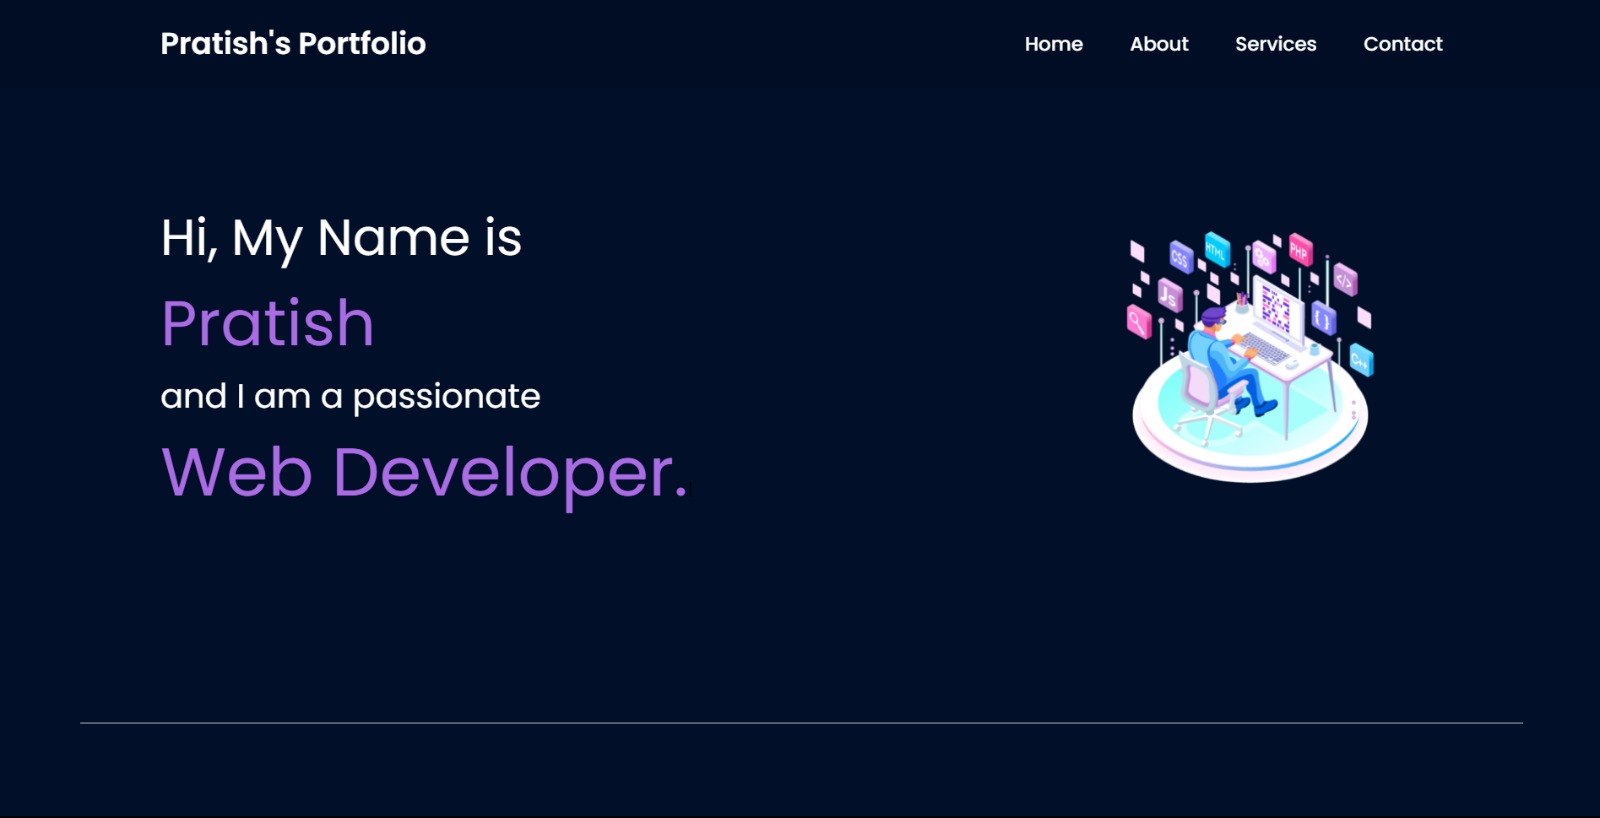 Pratish's Portfolio
Home About Services Contact
Hi, My Name is
Pratish
and I am a passionate
Web Developer.
CSS
HTML
PHP
</>
Js
{ }
C++